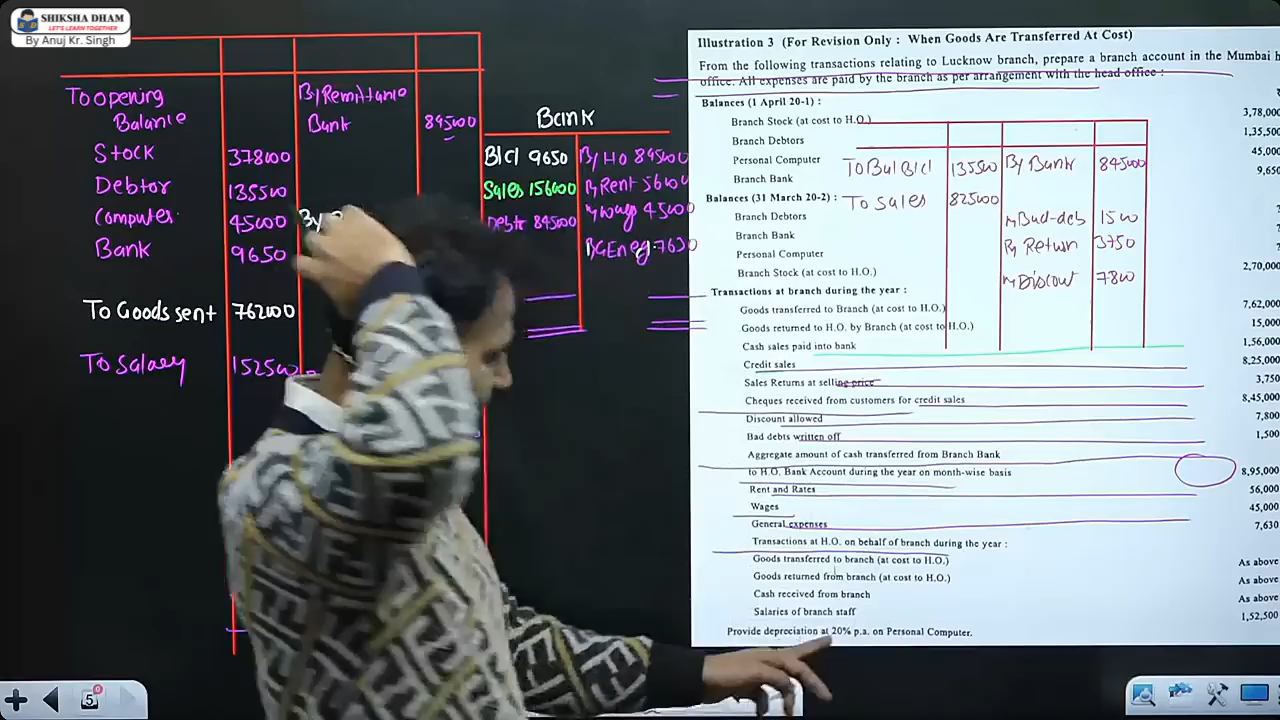 SHIKSHA DHAM
LET'S LEARN TOGETHER
By Anuj Kr. Singh
To opening
Balance
Stock 378000
Debtor 135500
Computer 45000
Bank 9650
To Goods sent 762000
To Salary 152500
By Remittance
Bank 895000
By
Bank
B/cl 9650 By HO 895000
Sales 156000 By Rent 56000
Debtr 845000 By wags 45000
By GEn eg. 7630
Illustration 3 (For Revision Only : When Goods Are Transferred At Cost)
From the following transactions relating to Lucknow branch, prepare a branch account in the Mumbai h
office. All expenses are paid by the branch as per arrangement with the head office :
Balances (1 April 20-1) :
Branch Stock (at cost to H.O.) 3,78,000
Branch Debtors 1,35,50
Personal Computer 45,000
Branch Bank 9,650
Balances (31 March 20-2) :
Branch Debtors ?
Branch Bank ?
Personal Computer ?
Branch Stock (at cost to H.O.) 2,70,000
Transactions at branch during the year :
Goods transferred to Branch (at cost to H.O.) 7,62,000
Goods returned to H.O. by Branch (at cost to H.O.) 15,000
Cash sales paid into bank 1,56,000
Credit sales 8,25,000
Sales Returns at selling price 3,750
Cheques received from customers for credit sales 8,45,000
Discount allowed 7,800
Bad debts written off 1,500
Aggregate amount of cash transferred from Branch Bank
to H.O. Bank Account during the year on month-wise basis 8,95,000
Rent and Rates 56,000
Wages 45,000
General expenses 7,630
Transactions at H.O. on behalf of branch during the year :
Goods transferred to branch (at cost to H.O.) As above
Goods returned from branch (at cost to H.O.) As above
Cash received from branch As above
Salaries of branch staff 1,52,500
Provide depreciation at 20% p.a. on Personal Computer.
To Bal B/cl 135500 By Bank 845000
To Sales 825000
By Bad-deb 1500
By Return 3750
By Discount 7800
5
0